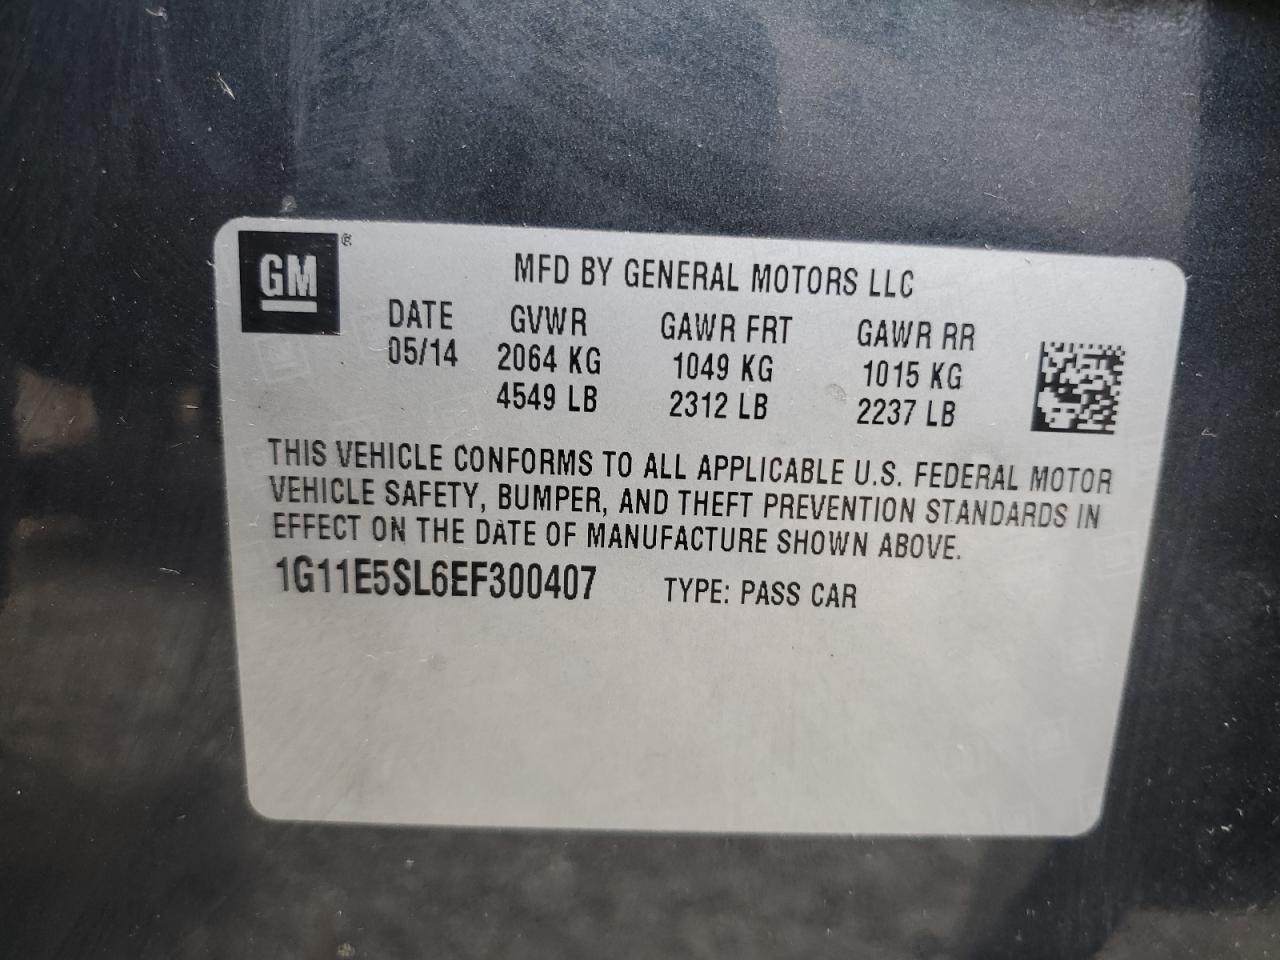 GM ®
MFD BY GENERAL MOTORS LLC
DATE GVWR GAWR FRT GAWR RR
05/14 2064 KG 1049 KG 1015 KG
4549 LB 2312 LB 2237 LB
THIS VEHICLE CONFORMS TO ALL APPLICABLE U.S. FEDERAL MOTOR
VEHICLE SAFETY, BUMPER, AND THEFT PREVENTION STANDARDS IN
EFFECT ON THE DATE OF MANUFACTURE SHOWN ABOVE.
1G11E5SL6EF300407 TYPE: PASS CAR